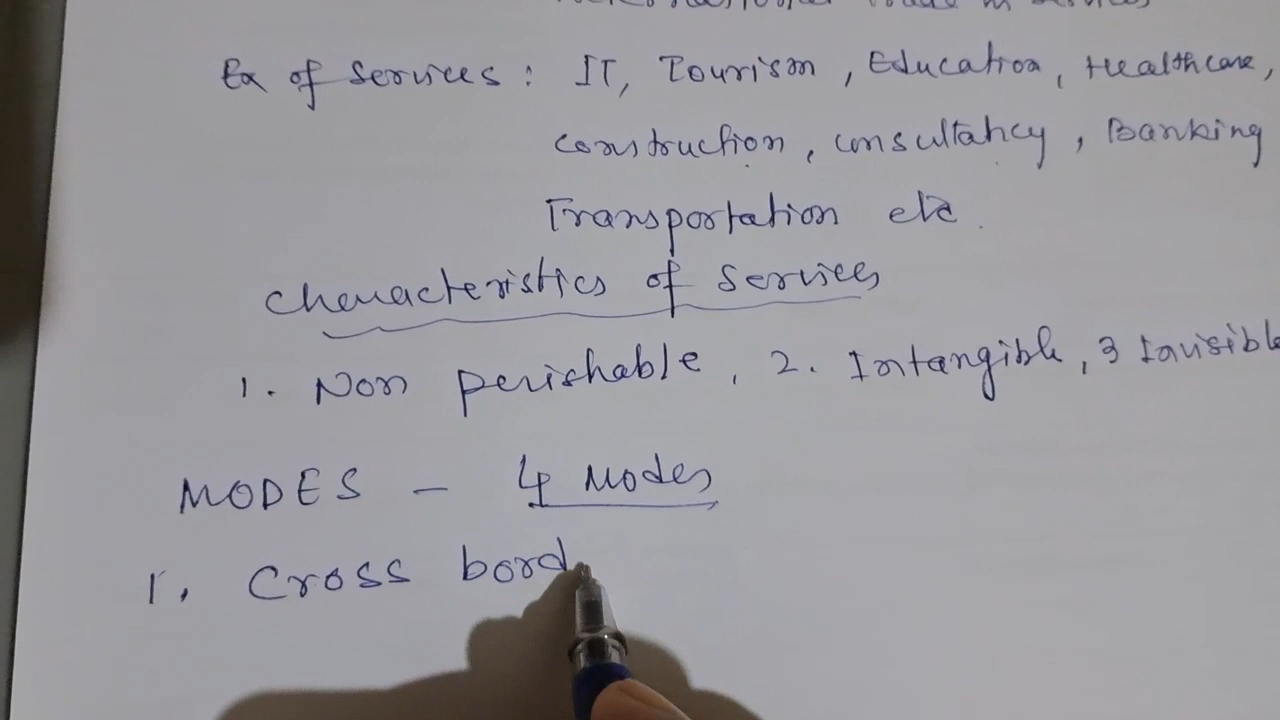 Ex of Services : IT, Tourism, Education, Healthcare,
construction, consultancy, Banking
Transportation etc.
Characteristics of Services
1. Non perishable, 2. Intangible, 3 Invisible
MODES - 4 Modes
1. Cross bord